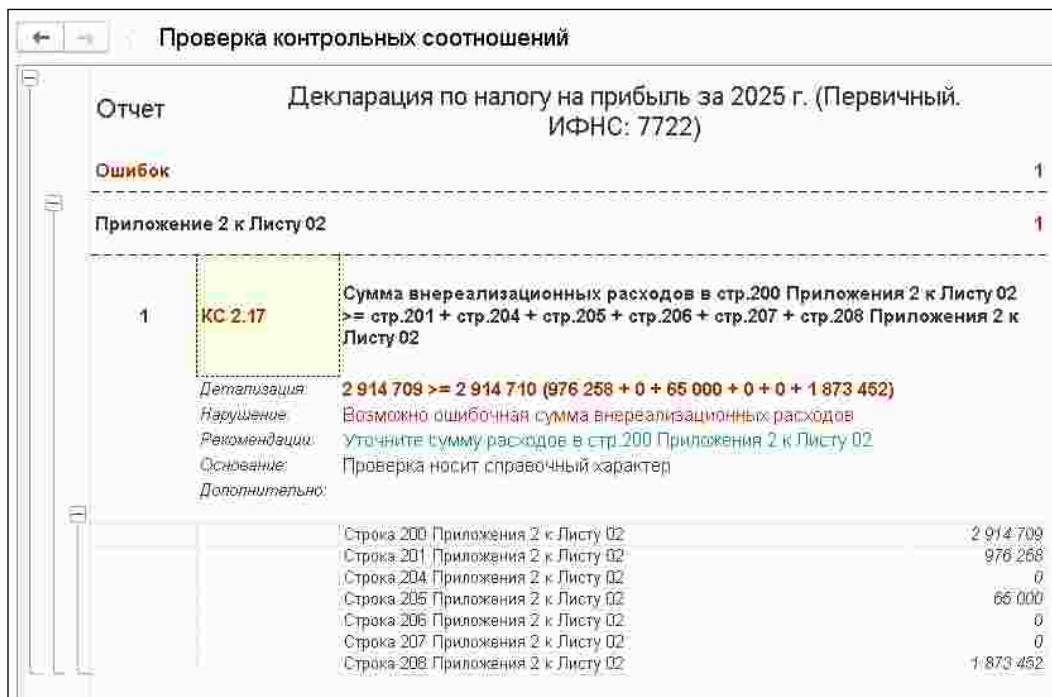 Проверка контрольных соотношений
Отчет
Декларация по налогу на прибыль за 2025 г. (Первичный.
ИФНС: 7722)
Ошибок 1
Приложение 2 к Листу 02 1
1 КС 2.17 Сумма внереализационных расходов в стр.200 Приложения 2 к Листу 02
>= стр.201 + стр.204 + стр.205 + стр.206 + стр.207 + стр.208 Приложения 2 к
Листу 02
Детализация: 2 914 709 >= 2 914 710 (976 258 + 0 + 65 000 + 0 + 0 + 1 873 452)
Нарушение: Возможно ошибочная сумма внереализационных расходов
Рекомендации: Уточните сумму расходов в стр.200 Приложения 2 к Листу 02
Основание: Проверка носит справочный характер
Дополнительно:
Строка 200 Приложения 2 к Листу 02 2 914 709
Строка 201 Приложения 2 к Листу 02 976 258
Строка 204 Приложения 2 к Листу 02 0
Строка 205 Приложения 2 к Листу 02 65 000
Строка 206 Приложения 2 к Листу 02 0
Строка 207 Приложения 2 к Листу 02 0
Строка 208 Приложения 2 к Листу 02 1 873 452